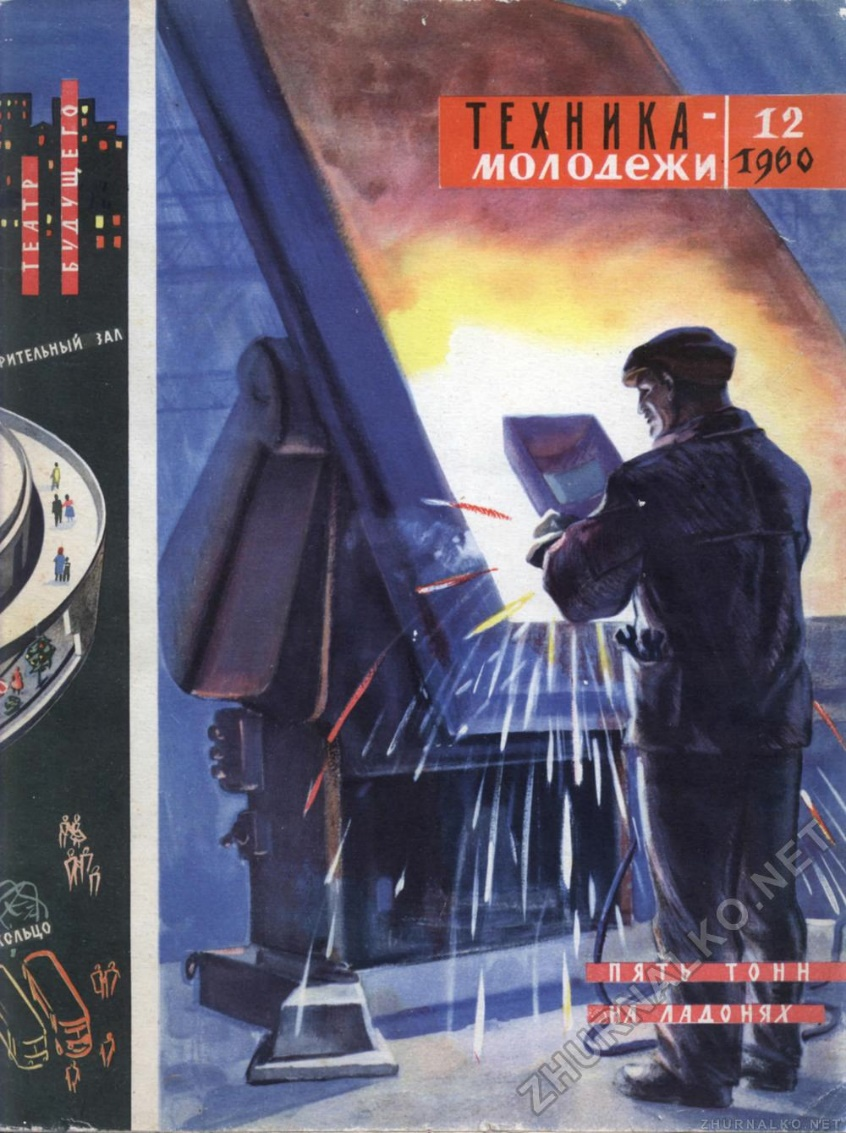 ТЕАТР
БУДУЩЕГО
РИТЕЛЬНЫЙ ЗАЛ
ТЕХНИКА-
МОЛОДЕЖИ
12
1960
КОЛЬЦО
ПЯТЬ ТОНН
НА ЛАДОНЯХ
ZHURNALKO.NET
ZHURNALKO.NET